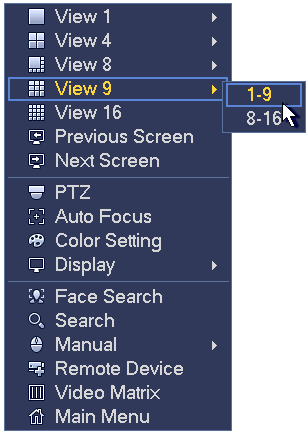 View 1
View 4
View 8
View 9
1-9
View 16
8-16
Previous Screen
Next Screen
PTZ
Auto Focus
Color Setting
Display
Face Search
Search
Manual
Remote Device
Video Matrix
Main Menu